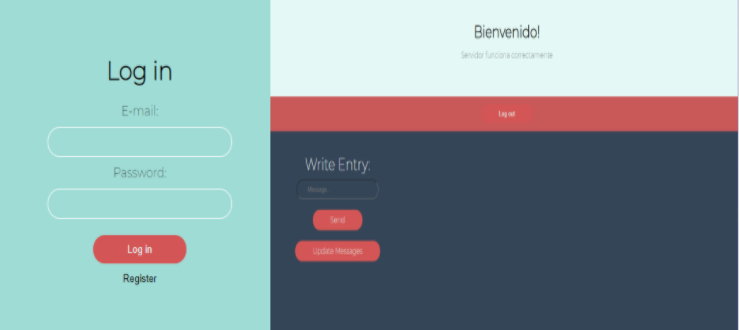 Log in
E-mail:
Password:
Log in
Register
Bienvenido!
Servidor funciona correctamente
Log out
Write Entry:
Message
Send
Update Messages